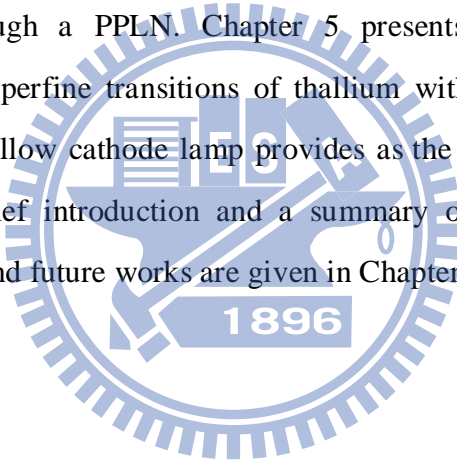 ugh a PPLN. Chapter 5 presents
perfine transitions of thallium with
llow cathode lamp provides as the
ef introduction and a summary o
nd future works are given in Chapter
E S
1896